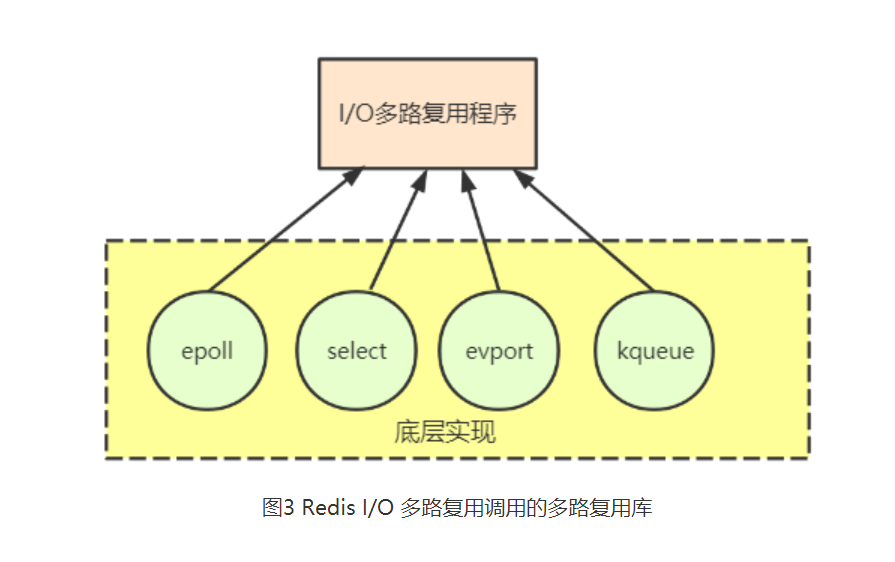 I/O多路复用程序
epoll
select
evport
kqueue
底层实现
图3 Redis I/O 多路复用调用的多路复用库